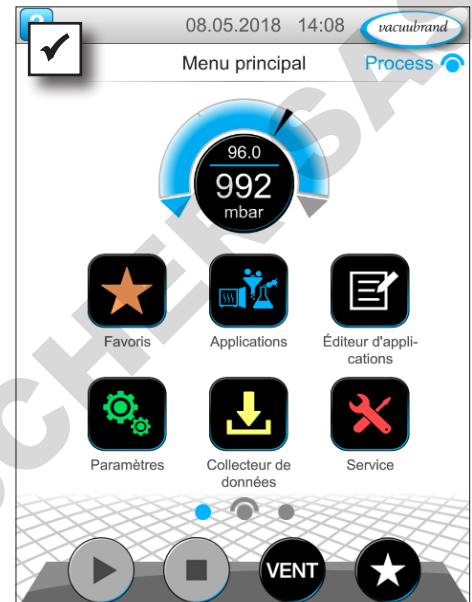 08.05.2018 14:08 vacuubrand
Menu principal Process
96.0
992
mbar
Favoris
Applications
Éditeur d'appli-
cations
Paramètres
Collecteur de
données
Service
VENT